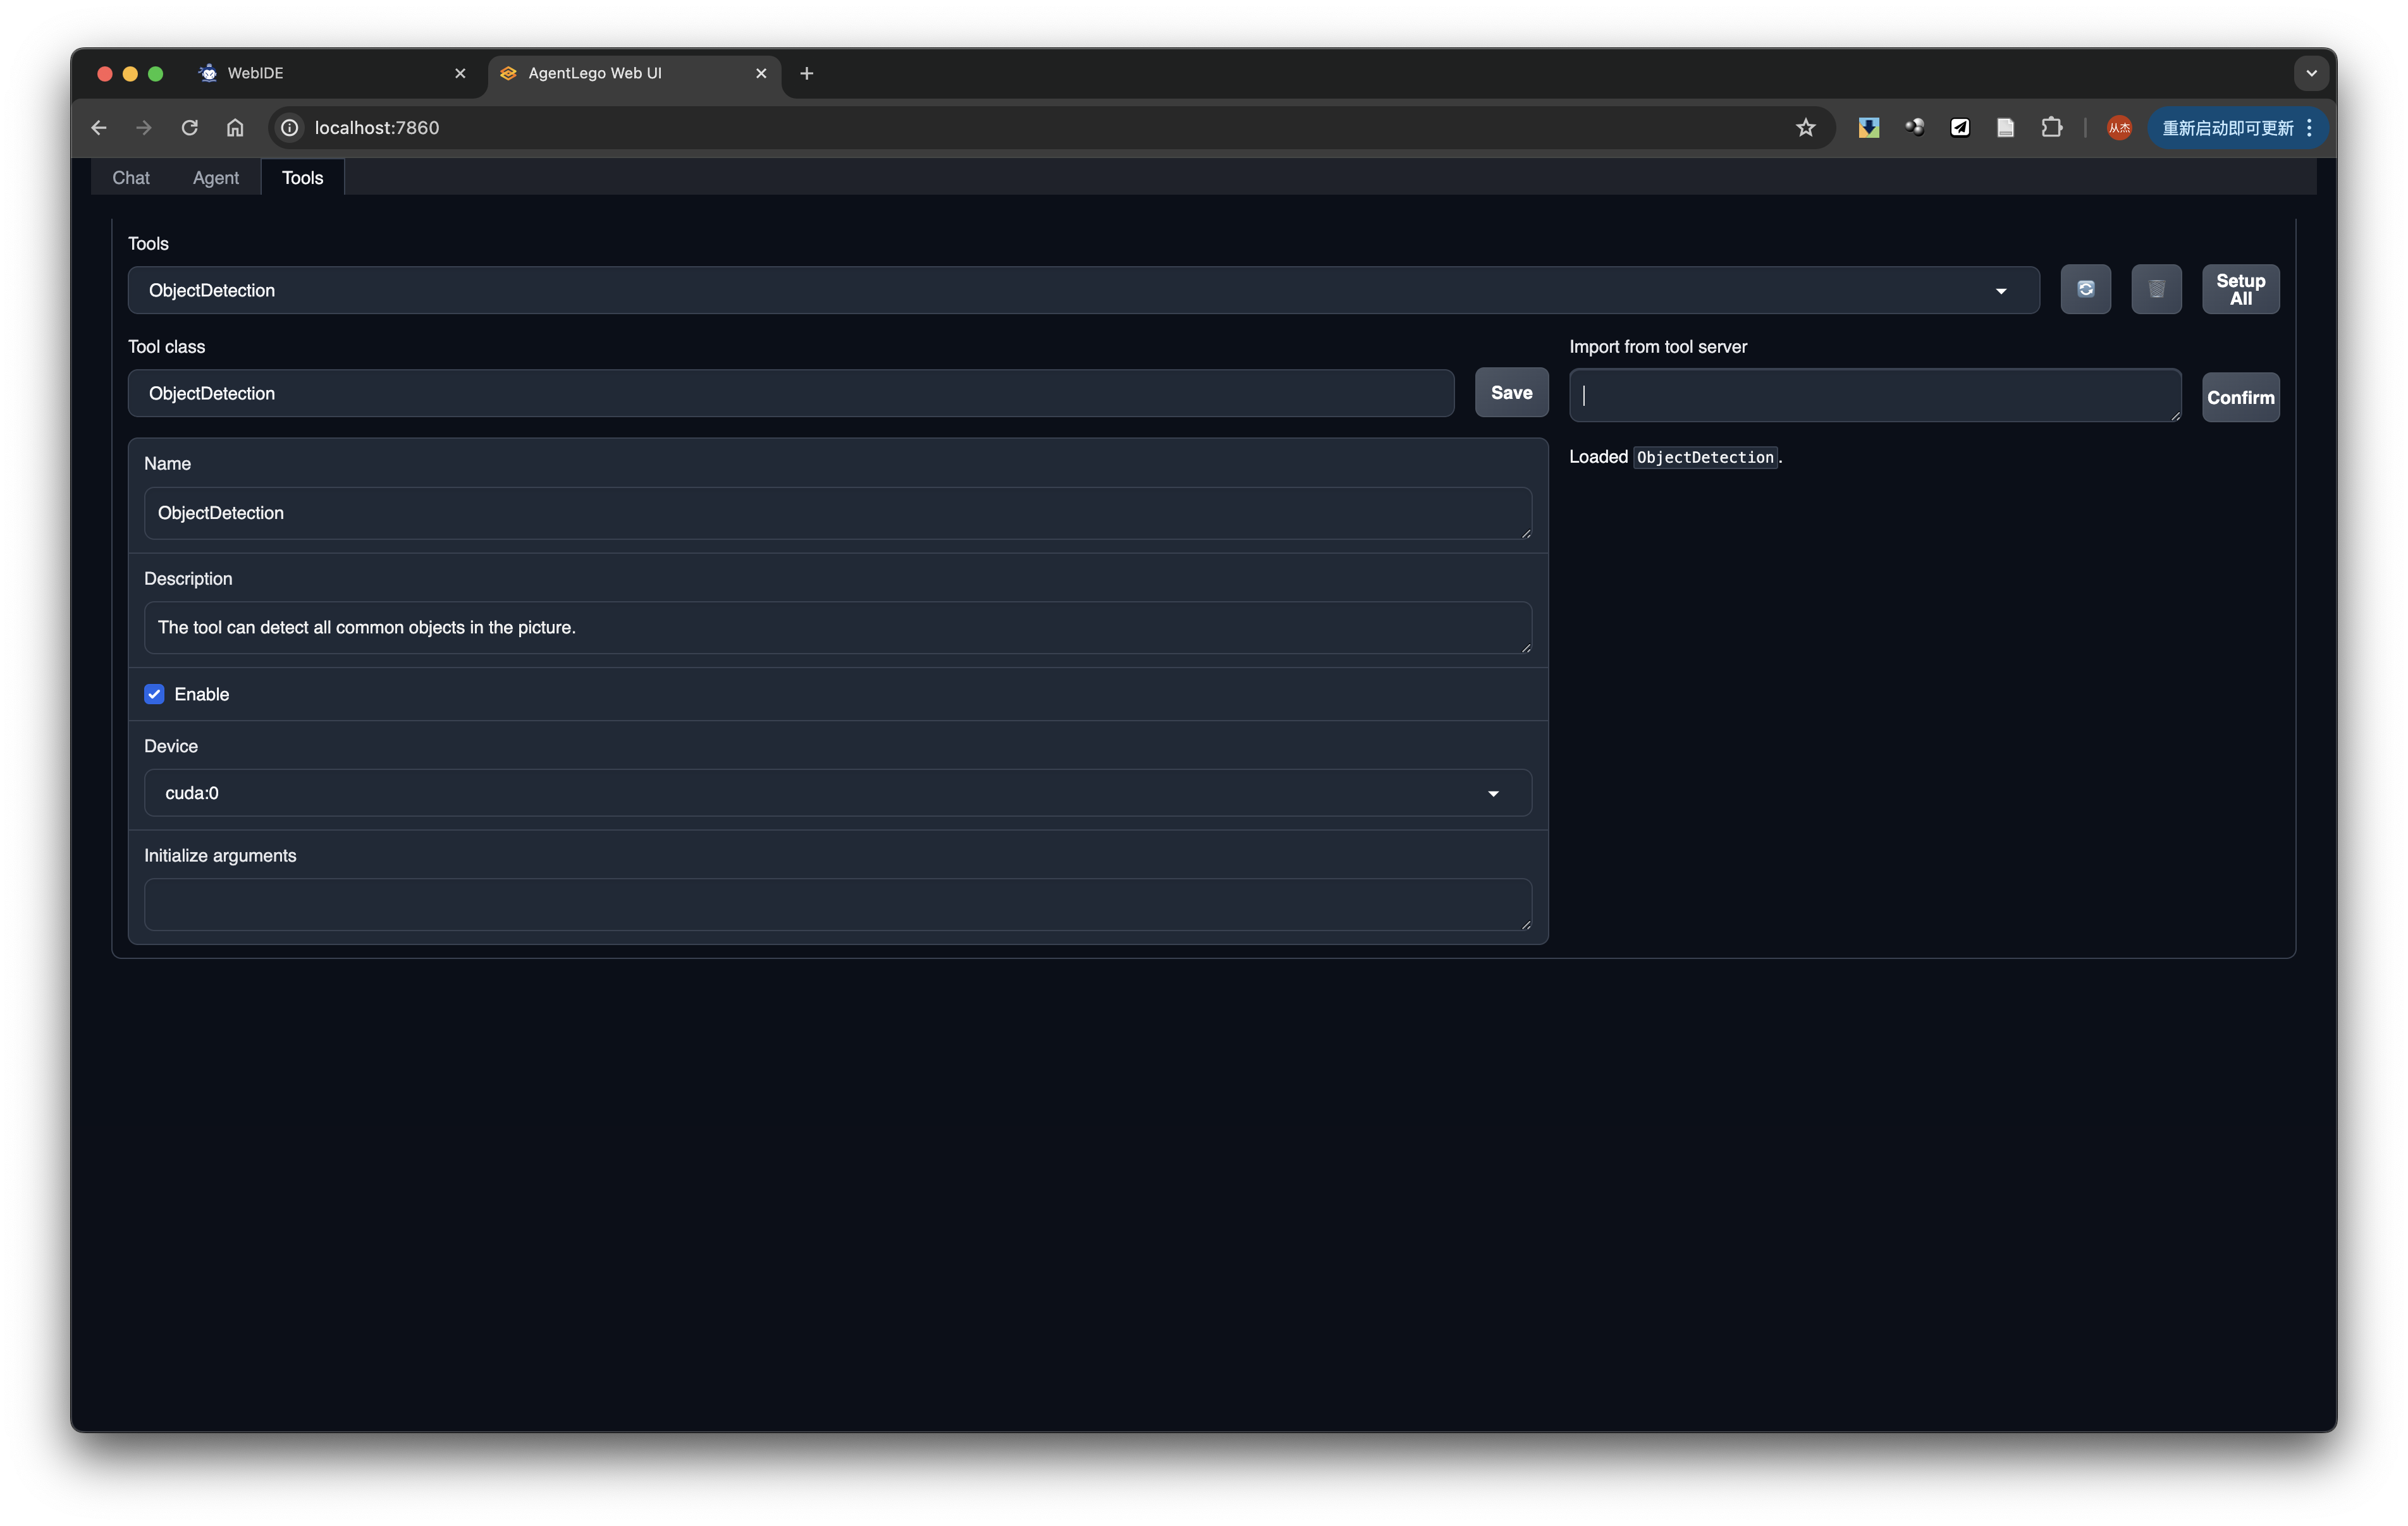 WebIDE
AgentLego Web UI
localhost:7860
从杰
重新启动即可更新
Chat
Agent
Tools
Tools
ObjectDetection
Setup
All
Tool class
ObjectDetection
Save
Import from tool server
Confirm
Loaded ObjectDetection.
Name
ObjectDetection
Description
The tool can detect all common objects in the picture.
Enable
Device
cuda:0
Initialize arguments